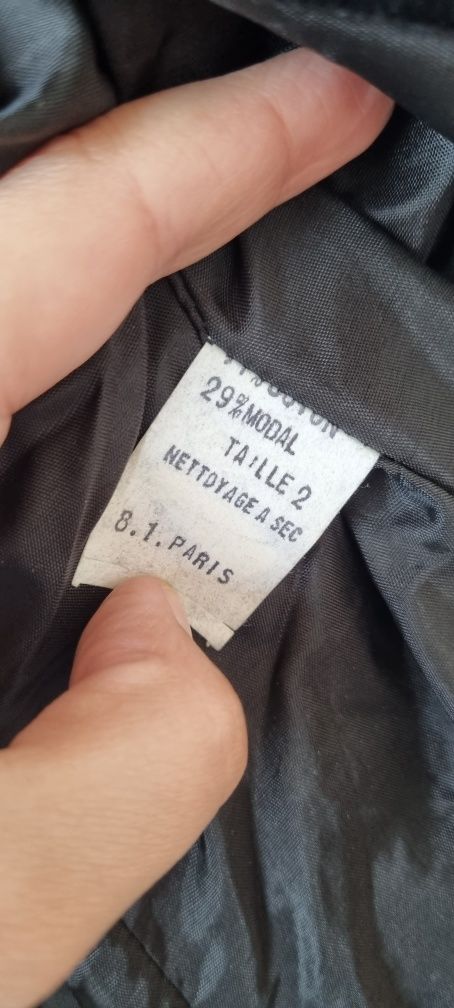 29%MODAL
TAILLE 2
NETTOYAGE A SEC
8.1.PARIS